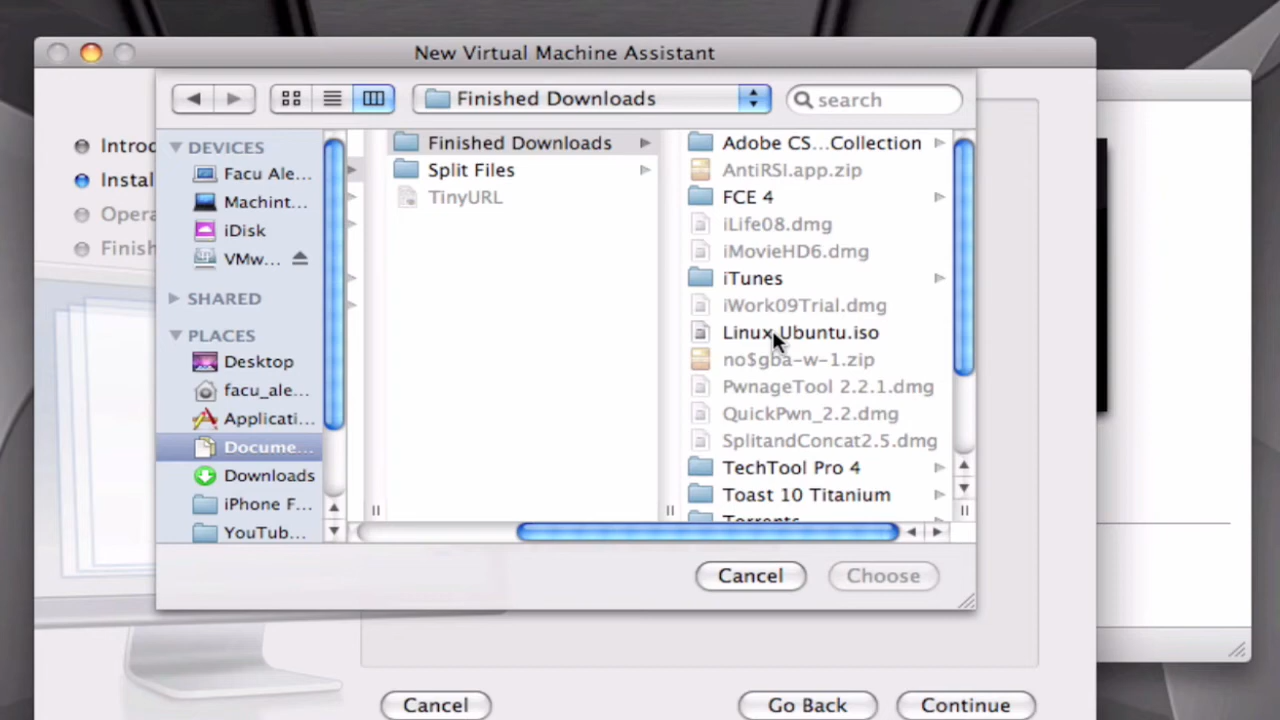 New Virtual Machine Assistant
Finished Downloads
search
Introd
Install
Opera
Finish
DEVICES
Facu Ale...
Machint...
iDisk
VMw...
SHARED
PLACES
Desktop
facu_ale...
Applicati...
Docume...
Downloads
iPhone F...
YouTub...
Finished Downloads
Split Files
TinyURL
Adobe CS...Collection
AntiRSI.app.zip
FCE 4
iLife08.dmg
iMovieHD6.dmg
iTunes
iWork09Trial.dmg
Linux Ubuntu.iso
no$gba-w-1.zip
PwnageTool 2.2.1.dmg
QuickPwn_2.2.dmg
SplitandConcat2.5.dmg
TechTool Pro 4
Toast 10 Titanium
Torrents
Cancel
Choose
Cancel
Go Back
Continue